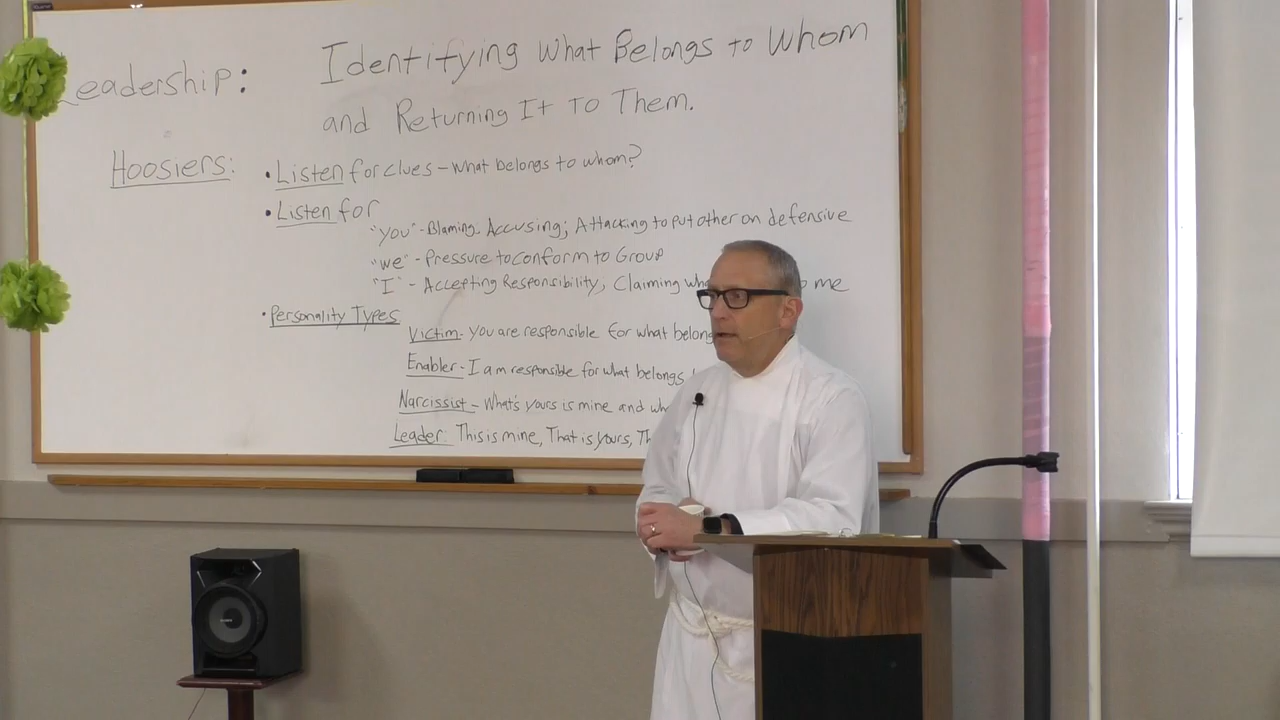 Leadership: Identifying What Belongs to Whom
and Returning It To Them.
Hoosiers: • Listen for clues - what belongs to whom?
• Listen for
"you" - Blaming. Accusing; Attacking to put other on defensive
"we" - Pressure to conform to Group
"I" - Accepting Responsibility, Claiming me
• Personality Types
Victim - You are responsible for what
Enabler - I am responsible for what belongs
Narcissist - What's yours is mine and
Leader: This is mine, That is yours,
SONY